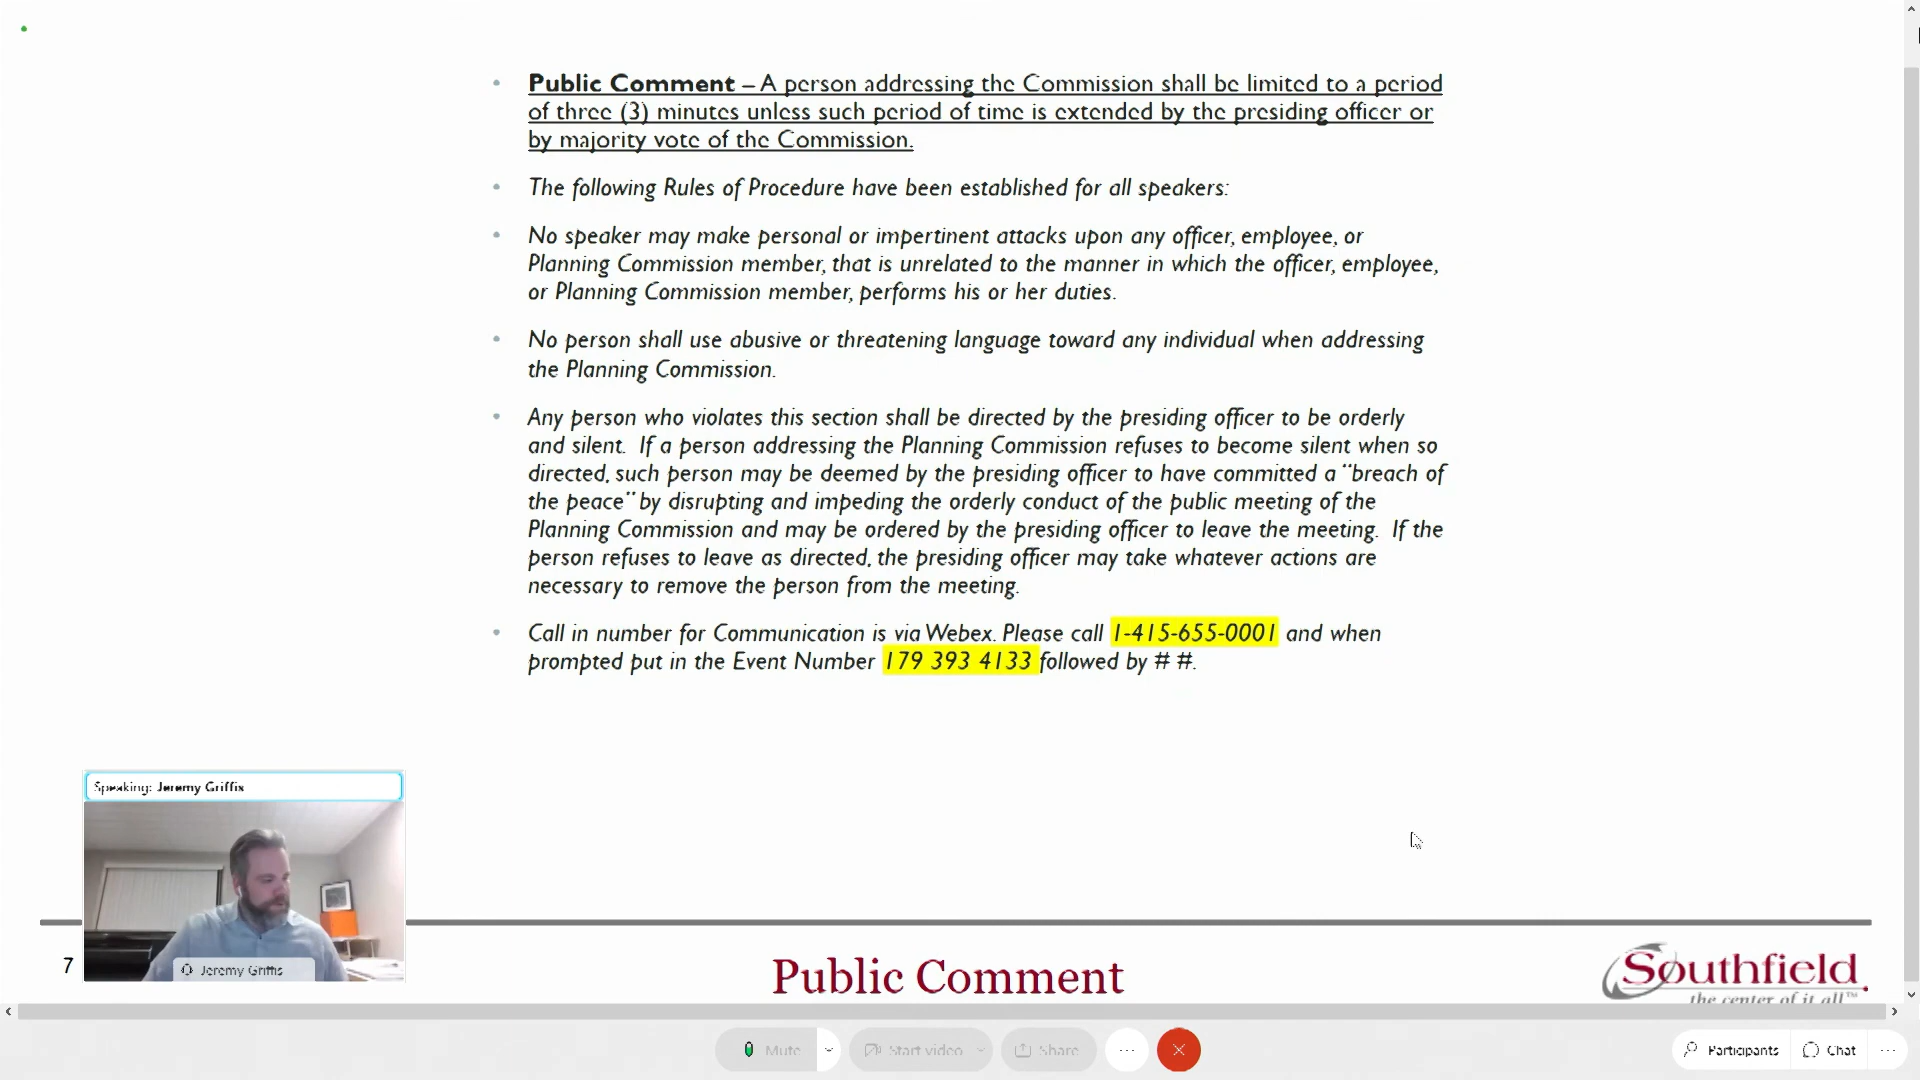 Public Comment – A person addressing the Commission shall be limited to a period
of three (3) minutes unless such period of time is extended by the presiding officer or
by majority vote of the Commission.
The following Rules of Procedure have been established for all speakers:
No speaker may make personal or impertinent attacks upon any officer, employee, or
Planning Commission member, that is unrelated to the manner in which the officer, employee,
or Planning Commission member, performs his or her duties.
No person shall use abusive or threatening language toward any individual when addressing
the Planning Commission.
Any person who violates this section shall be directed by the presiding officer to be orderly
and silent. If a person addressing the Planning Commission refuses to become silent when so
directed, such person may be deemed by the presiding officer to have committed a "breach of
the peace" by disrupting and impeding the orderly conduct of the public meeting of the
Planning Commission and may be ordered by the presiding officer to leave the meeting. If the
person refuses to leave as directed, the presiding officer may take whatever actions are
necessary to remove the person from the meeting.
Call in number for Communication is via Webex. Please call 1-415-655-0001 and when
prompted put in the Event Number 179 393 4133 followed by # #.
Speaking: Jeremy Griffis
Jeremy Griffis
7
Public Comment
Southfield
the center of it all™
Mute
Start video
Share
Participants
Chat